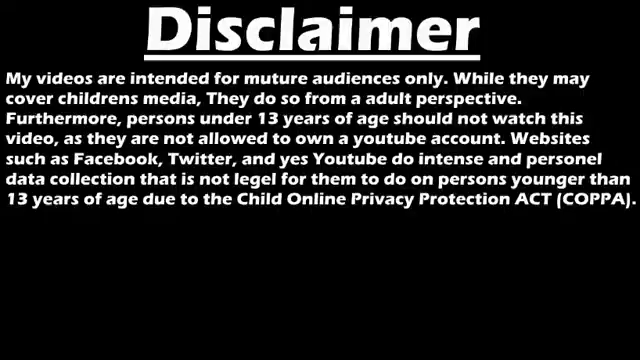 Disclaimer
My videos are intended for muture audiences only. While they may
cover childrens media, They do so from a adult perspective.
Furthermore, persons under 13 years of age should not watch this
video, as they are not allowed to own a youtube account. Websites
such as Facebook, Twitter, and yes Youtube do intense and personel
data collection that is not legel for them to do on persons younger than
13 years of age due to the Child Online Privacy Protection ACT (COPPA).